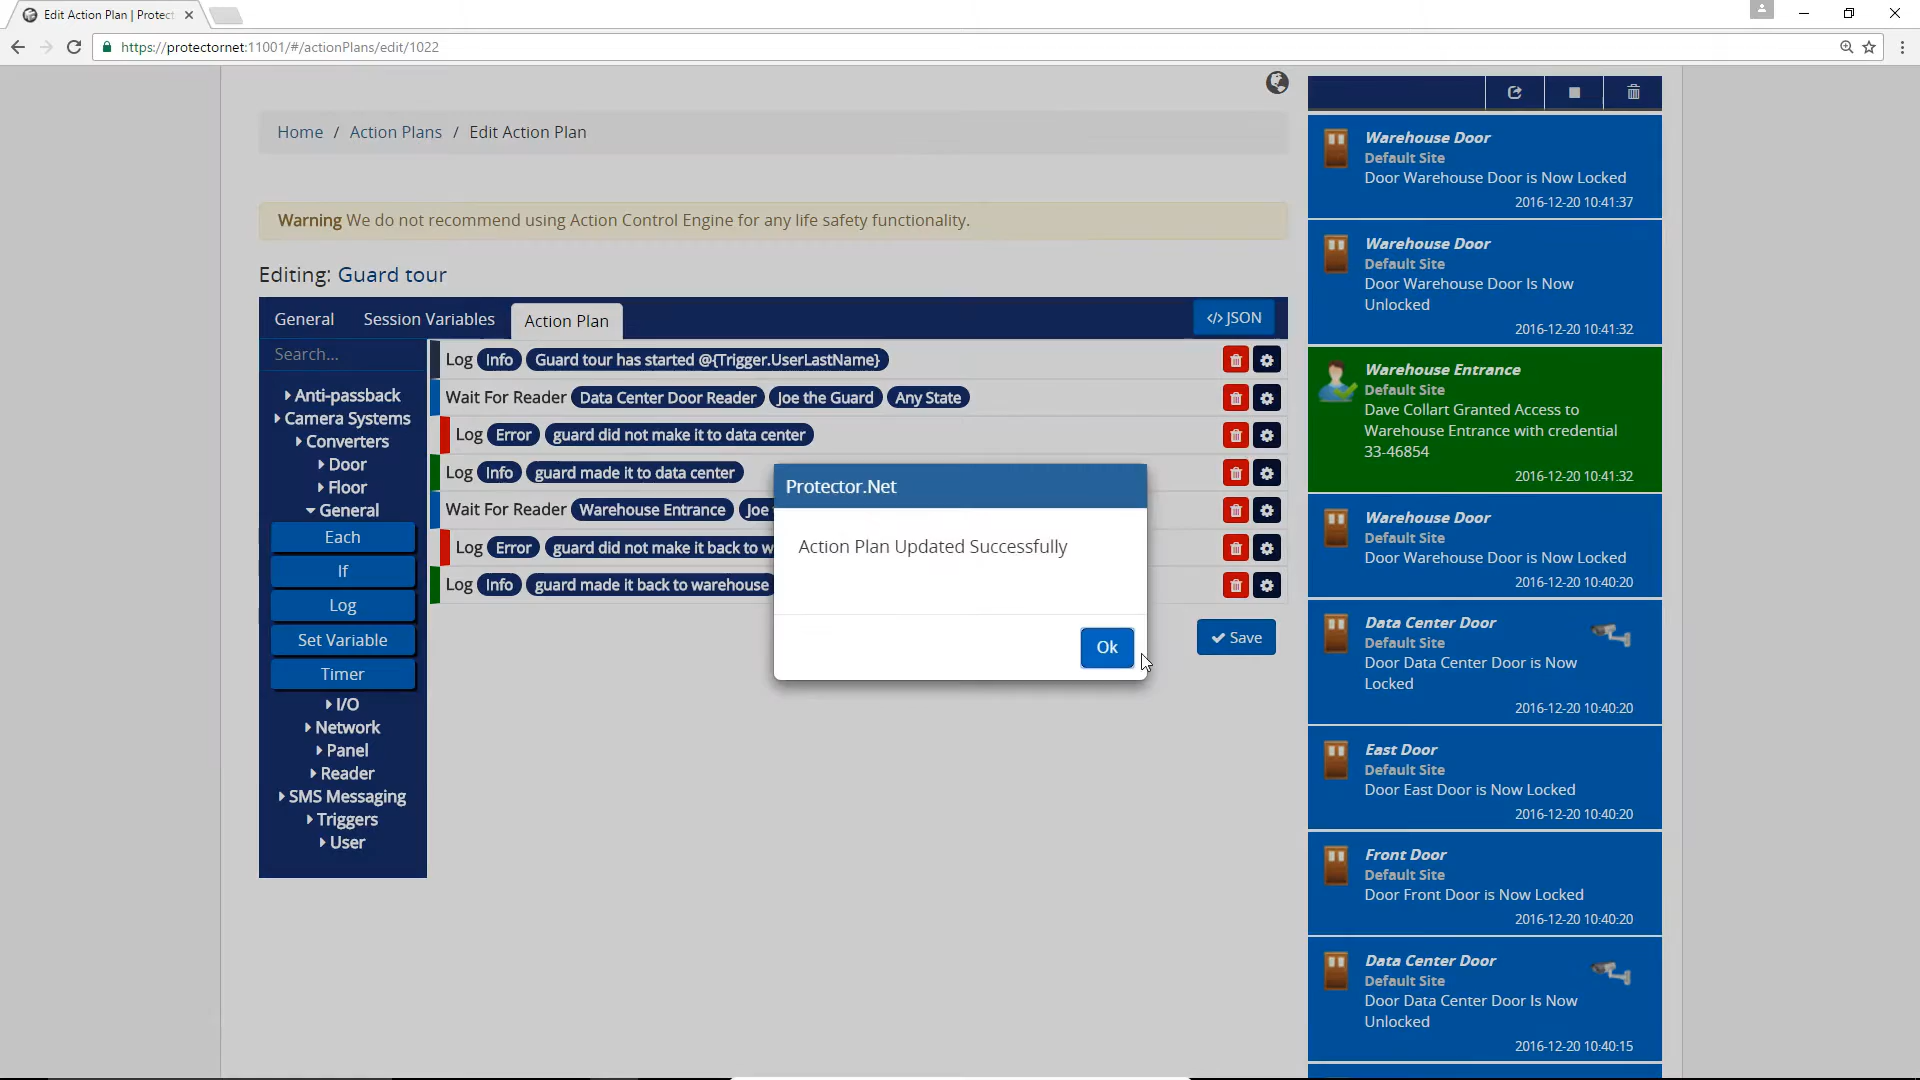 Edit Action Plan | Protect
https://protectornet:11001/#/actionPlans/edit/1022
Home / Action Plans / Edit Action Plan
Warning We do not recommend using Action Control Engine for any life safety functionality.
Editing: Guard tour
General Session Variables Action Plan </> JSON
Search...
Anti-passback
Camera Systems
Converters
Door
Floor
General
Each
If
Log
Set Variable
Timer
I/O
Network
Panel
Reader
SMS Messaging
Triggers
User
Log Info Guard tour has started @{Trigger.UserLastName}
Wait For Reader Data Center Door Reader Joe the Guard Any State
Log Error guard did not make it to data center
Log Info guard made it to data center
Wait For Reader Warehouse Entrance Joe
Log Error guard did not make it back to w
Log Info guard made it back to warehouse
Save
Protector.Net
Action Plan Updated Successfully
Ok
Warehouse Door
Default Site
Door Warehouse Door is Now Locked
2016-12-20 10:41:37
Warehouse Door
Default Site
Door Warehouse Door Is Now
Unlocked
2016-12-20 10:41:32
Warehouse Entrance
Default Site
Dave Collart Granted Access to
Warehouse Entrance with credential
33-46854
2016-12-20 10:41:32
Warehouse Door
Default Site
Door Warehouse Door is Now Locked
2016-12-20 10:40:20
Data Center Door
Default Site
Door Data Center Door is Now
Locked
2016-12-20 10:40:20
East Door
Default Site
Door East Door is Now Locked
2016-12-20 10:40:20
Front Door
Default Site
Door Front Door is Now Locked
2016-12-20 10:40:20
Data Center Door
Default Site
Door Data Center Door Is Now
Unlocked
2016-12-20 10:40:15